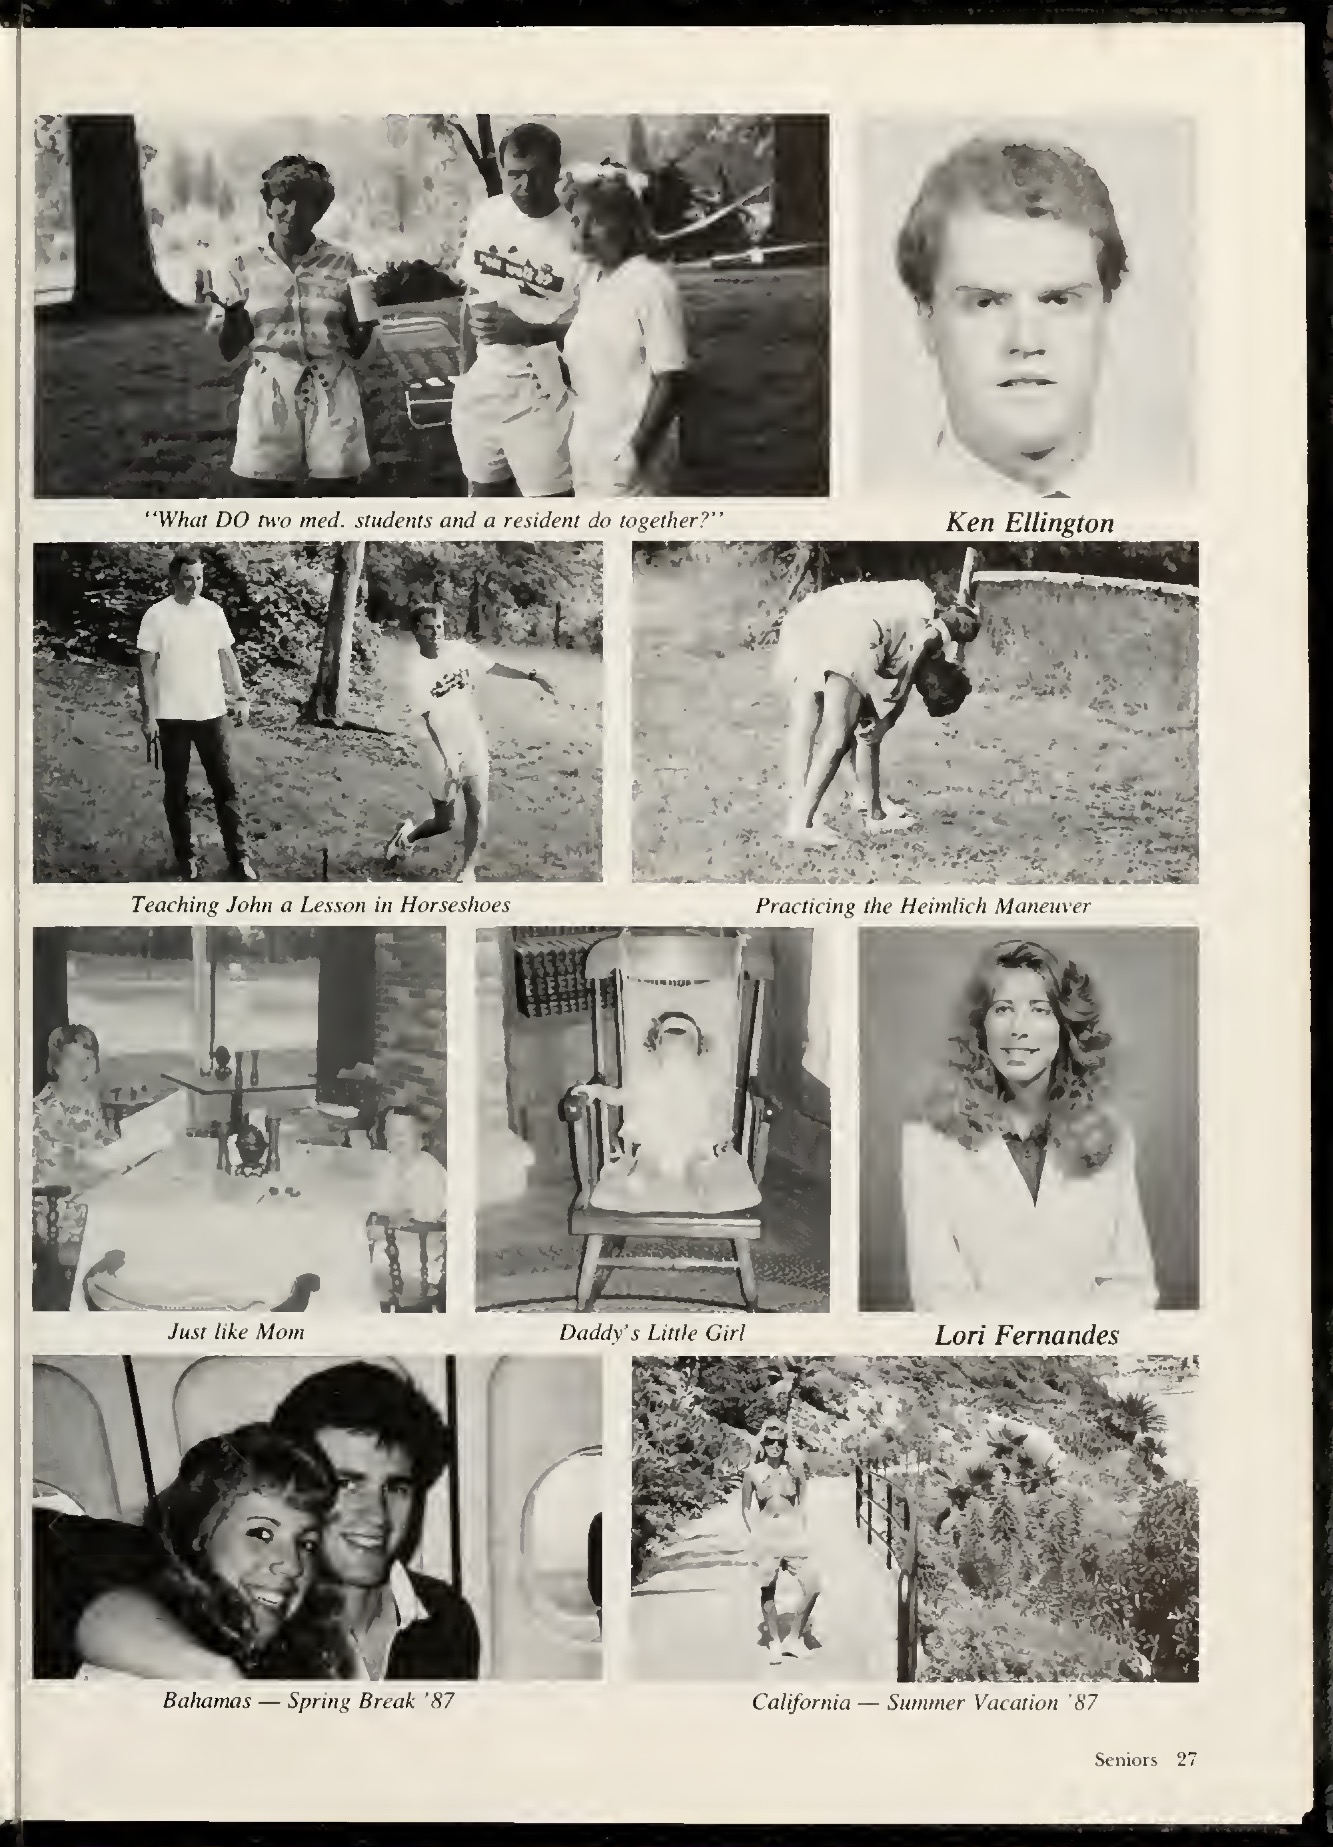 "What DO two med. students and a resident do together?"
Ken Ellington
Teaching John a Lesson in Horseshoes
Practicing the Heimlich Maneuver
Just like Mom
Daddy's Little Girl
Lori Fernandes
Bahamas — Spring Break '87
California — Summer Vacation '87
Seniors 27